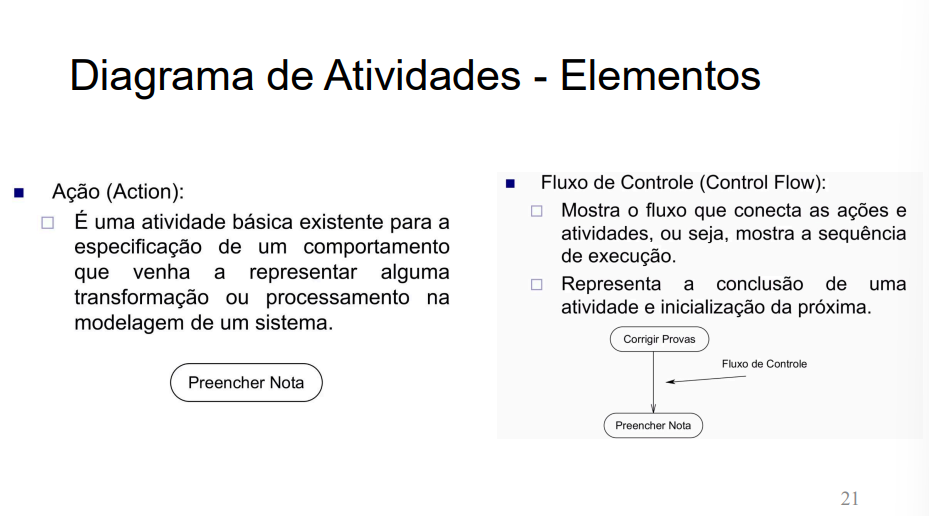 Diagrama de Atividades - Elementos
Ação (Action):
É uma atividade básica existente para a
especificação de um comportamento
que venha a representar alguma
transformação ou processamento na
modelagem de um sistema.
Preencher Nota
Fluxo de Controle (Control Flow):
Mostra o fluxo que conecta as ações e
atividades, ou seja, mostra a sequência
de execução.
Representa a conclusão de uma
atividade e inicialização da próxima.
Corrigir Provas
Fluxo de Controle
Preencher Nota
21